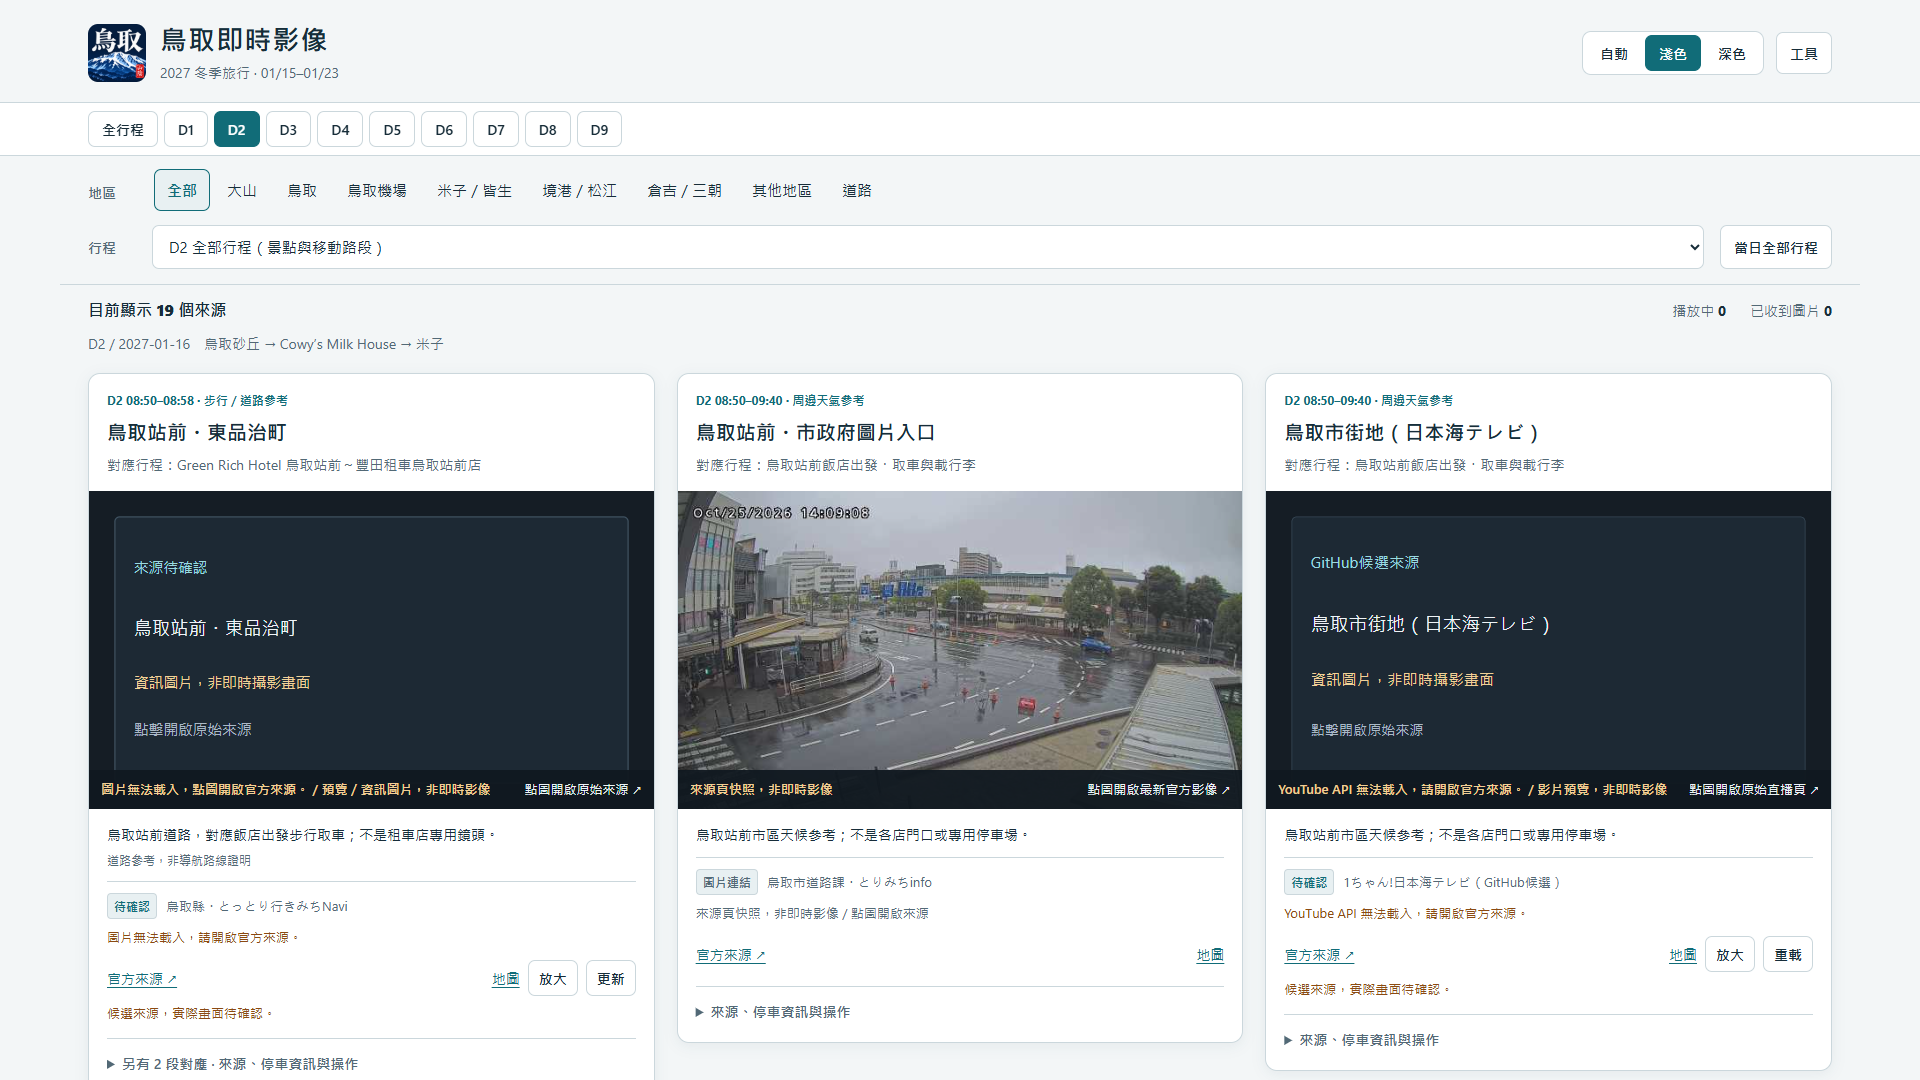 鳥取
鳥取即時影像
2027 冬季旅行 · 01/15–01/23
自動 淺色 深色 工具
全行程 D1 D2 D3 D4 D5 D6 D7 D8 D9
地區 全部 大山 鳥取 鳥取機場 米子 / 皆生 境港 / 松江 倉吉 / 三朝 其他地區 道路
行程 D2 全部行程（景點與移動路段） 當日全部行程
目前顯示 19 個來源 播放中 0 已收到圖片 0
D2 / 2027-01-16 鳥取砂丘 → Cowy's Milk House → 米子
D2 08:50–08:58 · 步行 / 道路參考
鳥取站前・東品治町
對應行程：Green Rich Hotel 鳥取站前～豐田租車鳥取站前店
來源待確認
鳥取站前・東品治町
資訊圖片，非即時攝影畫面
點擊開啟原始來源
圖片無法載入，點圖開啟官方來源。 / 預覽 / 資訊圖片，非即時影像 點圖開啟原始來源 ↗
鳥取站前道路，對應飯店出發步行取車；不是租車店專用鏡頭。
道路參考，非導航路線證明
待確認 鳥取縣・とっとり行きみちNavi
圖片無法載入，請開啟官方來源。
官方來源 ↗ 地圖 放大 更新
候選來源，實際畫面待確認。
▶ 另有 2 段對應 · 來源、停車資訊與操作
D2 08:50–09:40 · 周邊天氣參考
鳥取站前・市政府圖片入口
對應行程：鳥取站前飯店出發・取車與載行李
Oct/25/2026 14:09:08
來源頁快照，非即時影像 點圖開啟最新官方影像 ↗
鳥取站前市區天候參考；不是各店門口或專用停車場。
圖片連結 鳥取市道路課・とりみちinfo
來源頁快照，非即時影像 / 點圖開啟來源
官方來源 ↗ 地圖
▶ 來源、停車資訊與操作
D2 08:50–09:40 · 周邊天氣參考
鳥取市街地（日本海テレビ）
對應行程：鳥取站前飯店出發・取車與載行李
GitHub候選來源
鳥取市街地（日本海テレビ）
資訊圖片，非即時攝影畫面
點擊開啟原始來源
YouTube API 無法載入，請開啟官方來源。 / 影片預覽，非即時影像 點圖開啟原始直播頁 ↗
鳥取站前市區天候參考；不是各店門口或專用停車場。
待確認 1ちゃん!日本海テレビ（GitHub候選）
YouTube API 無法載入，請開啟官方來源。
官方來源 ↗ 地圖 放大 重載
候選來源，實際畫面待確認。
▶ 來源、停車資訊與操作